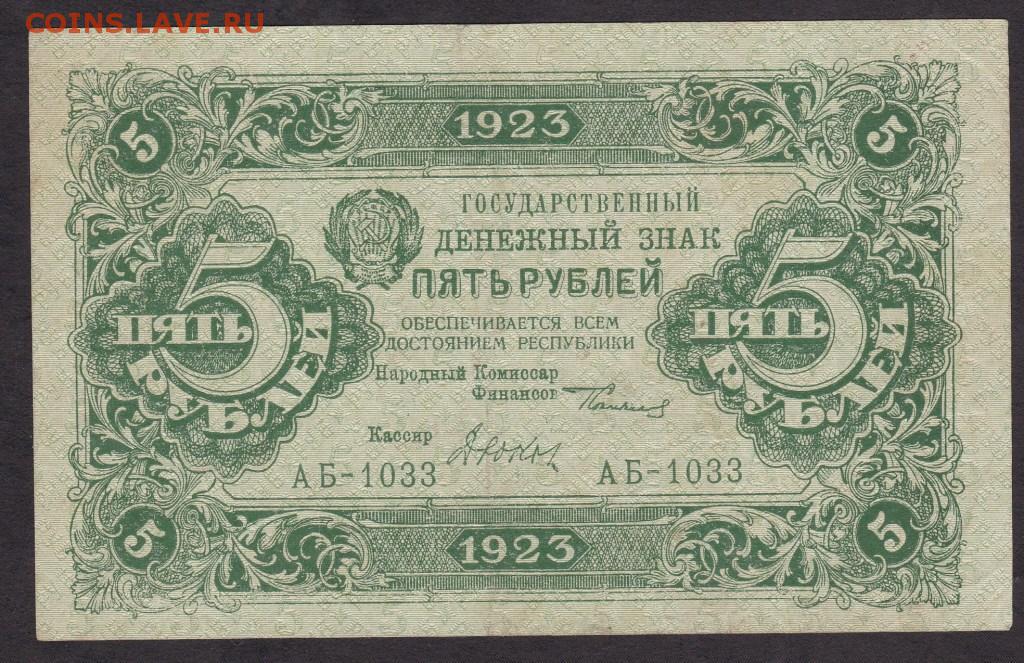 COINS.LAVE.RU
1923
5 5
ГОСУДАРСТВЕННЫЙ
ДЕНЕЖНЫЙ ЗНАК
ПЯТЬ РУБЛЕЙ
5 ПЯТЬ РУБЛЕЙ
5 ПЯТЬ РУБЛЕЙ
ОБЕСПЕЧИВАЕТСЯ ВСЕМ
ДОСТОЯНИЕМ РЕСПУБЛИКИ
Народный Комиссар
Финансов
Кассир
АБ-1033 АБ-1033
5 5
1923